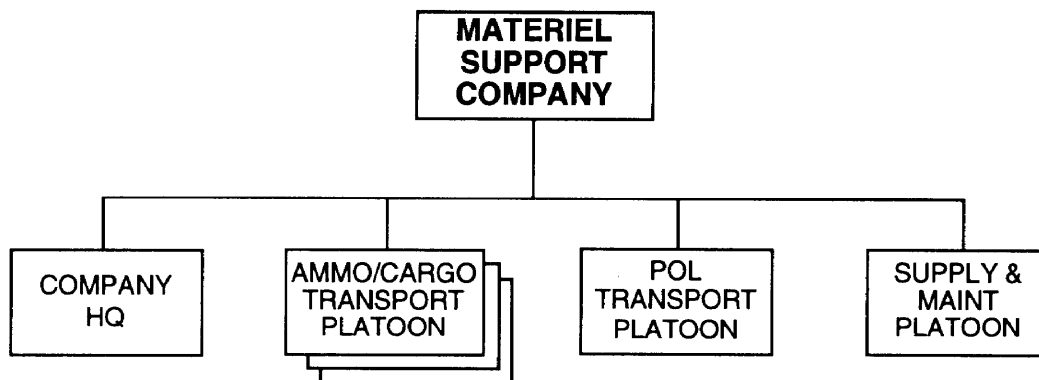 MATERIEL
SUPPORT
COMPANY
COMPANY
HQ
AMMO/CARGO
TRANSPORT
PLATOON
POL
TRANSPORT
PLATOON
SUPPLY &
MAINT
PLATOON